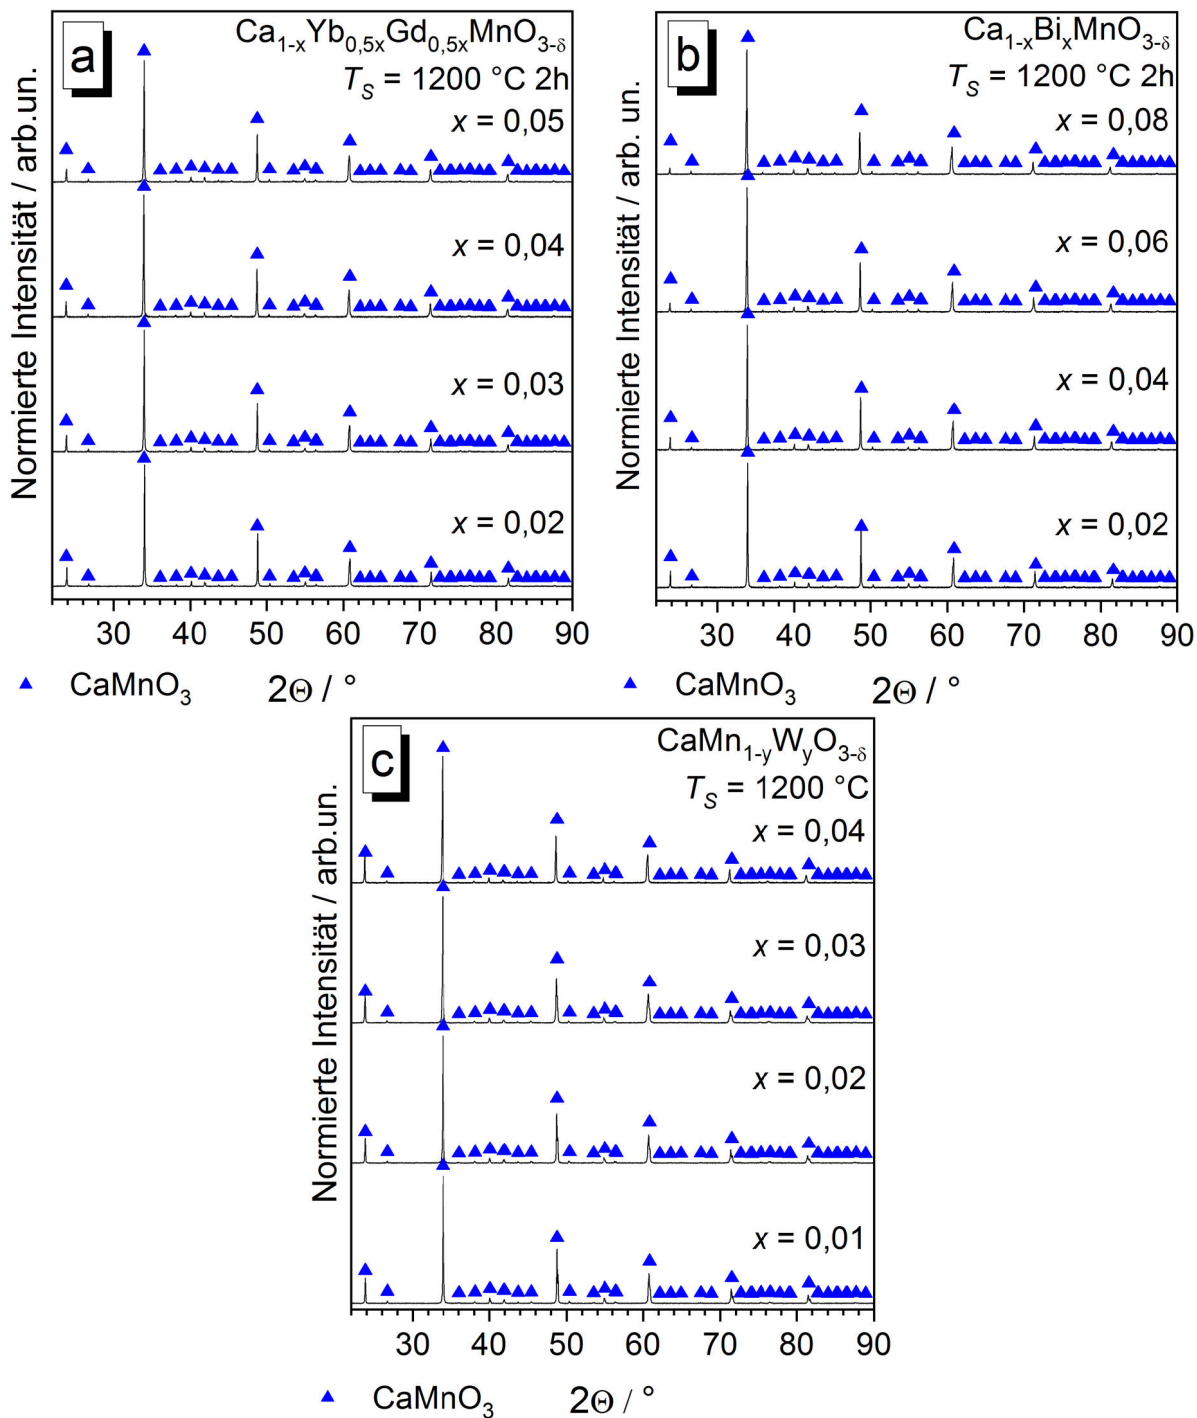 a
Ca1-xYb0,5xGd0,5xMnO3-δ
TS = 1200 °C 2h
x = 0,05
x = 0,04
x = 0,03
x = 0,02
Normierte Intensität / arb.un.
30 40 50 60 70 80 90
▲ CaMnO3 2Θ / °
b
Ca1-xBixMnO3-δ
TS = 1200 °C 2h
x = 0,08
x = 0,06
x = 0,04
x = 0,02
Normierte Intensität / arb. un.
30 40 50 60 70 80 90
▲ CaMnO3 2Θ / °
c
CaMn1-yWyO3-δ
TS = 1200 °C
x = 0,04
x = 0,03
x = 0,02
x = 0,01
Normierte Intensität / arb.un.
30 40 50 60 70 80 90
▲ CaMnO3 2Θ / °